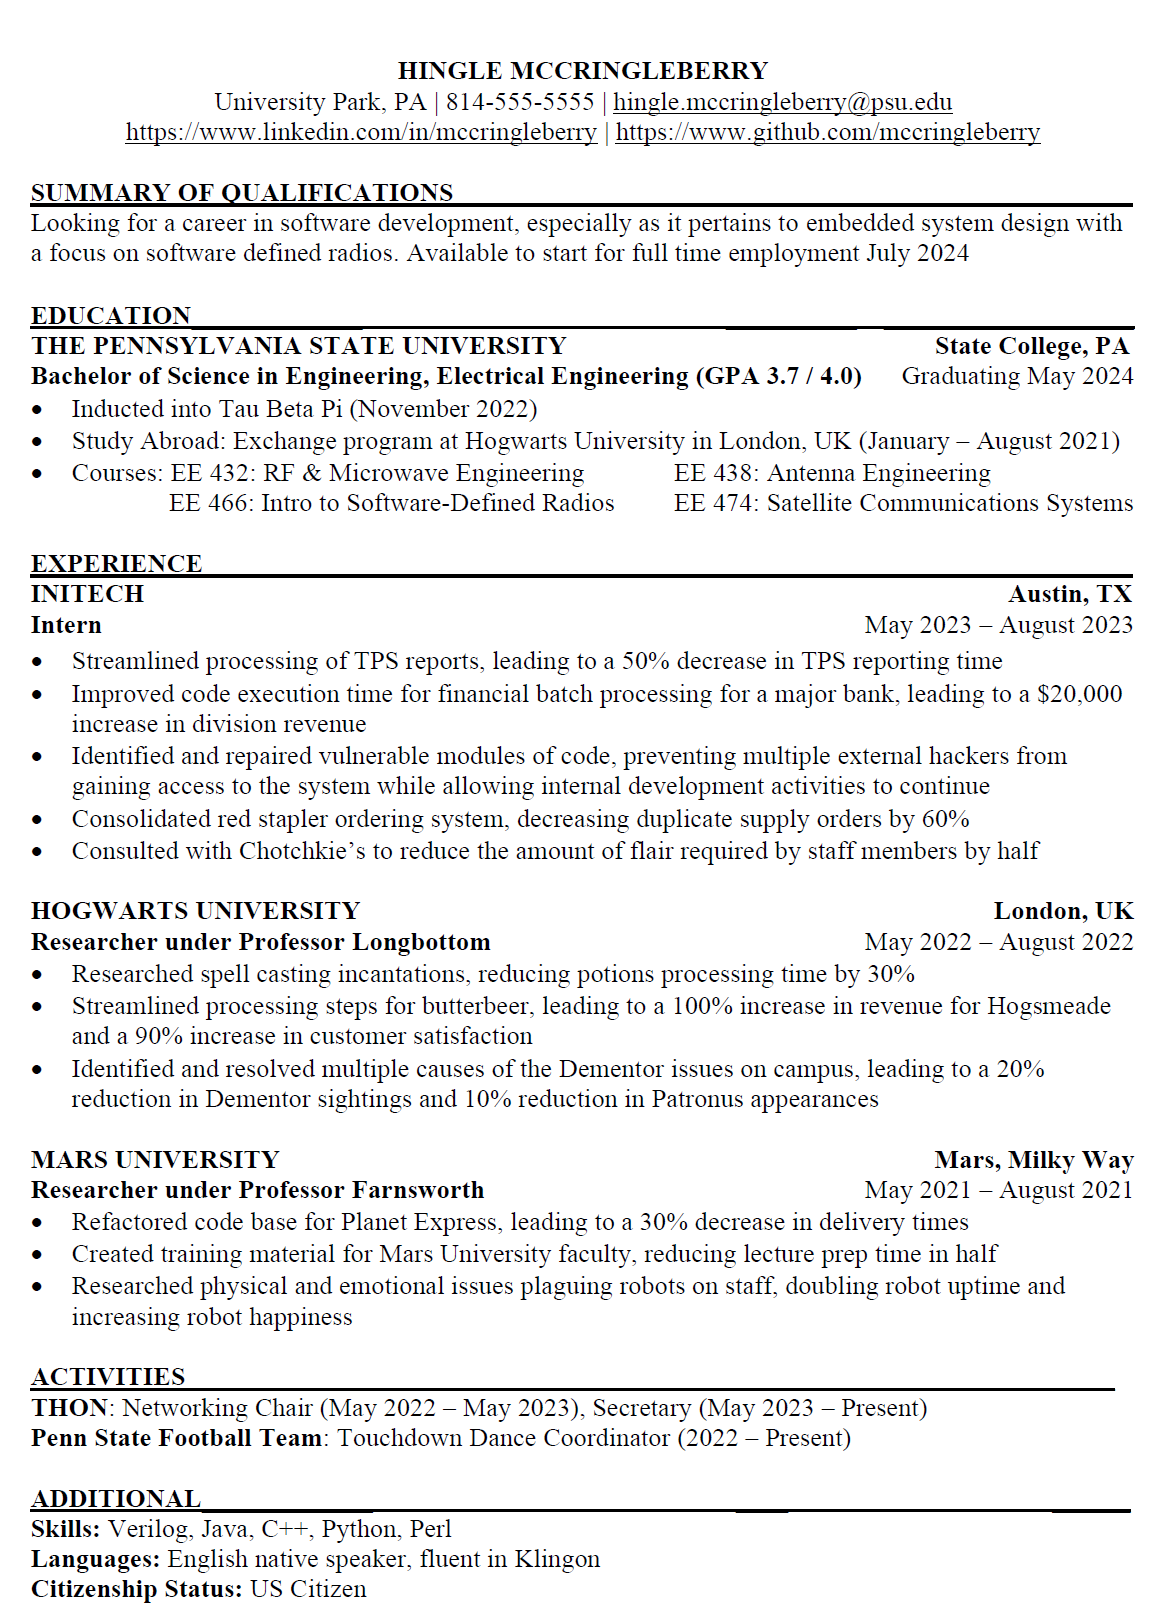 HINGLE MCCRINGLEBERRY
University Park, PA | 814-555-5555 | hingle.mccringleberry@psu.edu
https://www.linkedin.com/in/mccringleberry | https://www.github.com/mccringleberry
SUMMARY OF QUALIFICATIONS
Looking for a career in software development, especially as it pertains to embedded system design with
a focus on software defined radios. Available to start for full time employment July 2024
EDUCATION
THE PENNSYLVANIA STATE UNIVERSITY State College, PA
Bachelor of Science in Engineering, Electrical Engineering (GPA 3.7 / 4.0) Graduating May 2024
• Inducted into Tau Beta Pi (November 2022)
• Study Abroad: Exchange program at Hogwarts University in London, UK (January – August 2021)
• Courses: EE 432: RF & Microwave Engineering EE 438: Antenna Engineering
EE 466: Intro to Software-Defined Radios EE 474: Satellite Communications Systems
EXPERIENCE
INITECH Austin, TX
Intern May 2023 – August 2023
• Streamlined processing of TPS reports, leading to a 50% decrease in TPS reporting time
• Improved code execution time for financial batch processing for a major bank, leading to a $20,000
increase in division revenue
• Identified and repaired vulnerable modules of code, preventing multiple external hackers from
gaining access to the system while allowing internal development activities to continue
• Consolidated red stapler ordering system, decreasing duplicate supply orders by 60%
• Consulted with Chotchkie’s to reduce the amount of flair required by staff members by half
HOGWARTS UNIVERSITY London, UK
Researcher under Professor Longbottom May 2022 – August 2022
• Researched spell casting incantations, reducing potions processing time by 30%
• Streamlined processing steps for butterbeer, leading to a 100% increase in revenue for Hogsmeade
and a 90% increase in customer satisfaction
• Identified and resolved multiple causes of the Dementor issues on campus, leading to a 20%
reduction in Dementor sightings and 10% reduction in Patronus appearances
MARS UNIVERSITY Mars, Milky Way
Researcher under Professor Farnsworth May 2021 – August 2021
• Refactored code base for Planet Express, leading to a 30% decrease in delivery times
• Created training material for Mars University faculty, reducing lecture prep time in half
• Researched physical and emotional issues plaguing robots on staff, doubling robot uptime and
increasing robot happiness
ACTIVITIES
THON: Networking Chair (May 2022 – May 2023), Secretary (May 2023 – Present)
Penn State Football Team: Touchdown Dance Coordinator (2022 – Present)
ADDITIONAL
Skills: Verilog, Java, C++, Python, Perl
Languages: English native speaker, fluent in Klingon
Citizenship Status: US Citizen